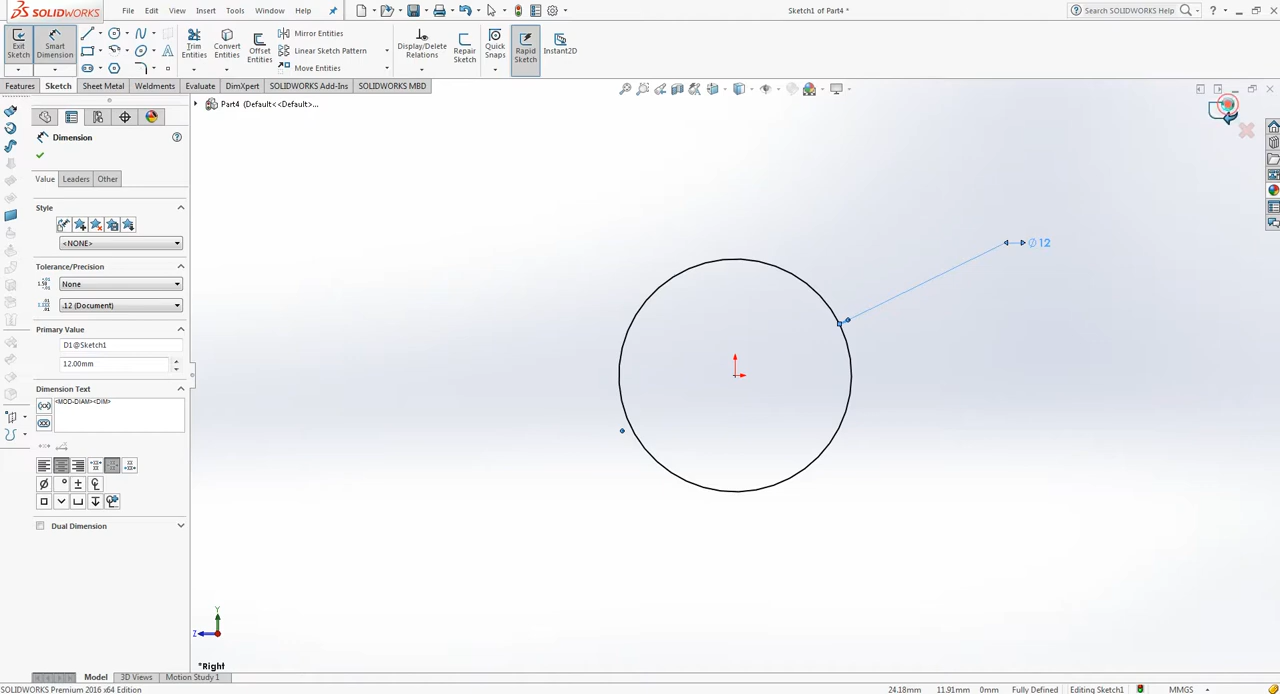 SOLIDWORKS
File Edit View Insert Tools Window Help
Sketch1 of Part4 *
Search SOLIDWORKS Help
Exit Sketch
Smart Dimension
Trim Entities
Convert Entities
Offset Entities
Mirror Entities
Linear Sketch Pattern
Move Entities
Display/Delete Relations
Repair Sketch
Quick Snaps
Rapid Sketch
Instant2D
Features Sketch Sheet Metal Weldments Evaluate DimXpert SOLIDWORKS Add-Ins SOLIDWORKS MBD
Part4 (Default<<Default>...
Dimension
Value Leaders Other
Style
<NONE>
Tolerance/Precision
None
.12 (Document)
Primary Value
D1@Sketch1
12.00mm
Dimension Text
<MOD-DIAM><DIM>
Dual Dimension
∅12
Y
Z
*Right
Model 3D Views Motion Study 1
SOLIDWORKS Premium 2016 x64 Edition
24.18mm 11.91mm 0mm Fully Defined Editing Sketch1 MMGS